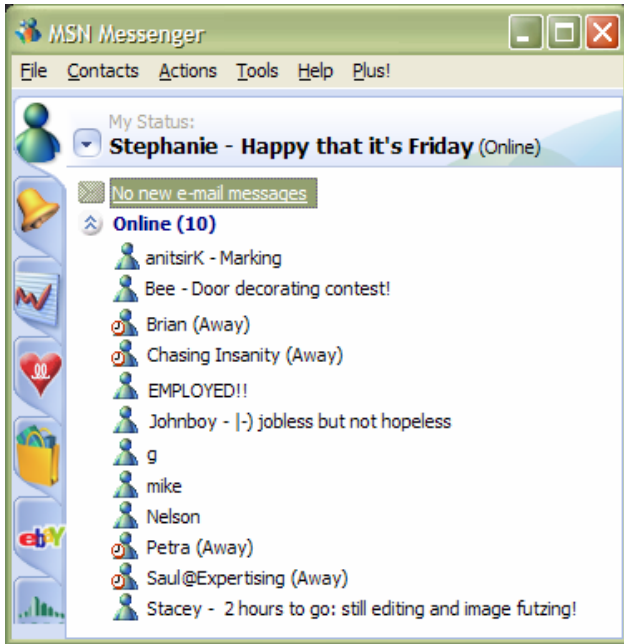 MSN Messenger
File Contacts Actions Tools Help Plus!
My Status:
Stephanie - Happy that it's Friday (Online)
No new e-mail messages
Online (10)
anitsirK - Marking
Bee - Door decorating contest!
Brian (Away)
Chasing Insanity (Away)
EMPLOYED!!
Johnboy - |-) jobless but not hopeless
g
mike
Nelson
Petra (Away)
Saul@Expertising (Away)
Stacey - 2 hours to go: still editing and image futzing!
ebY